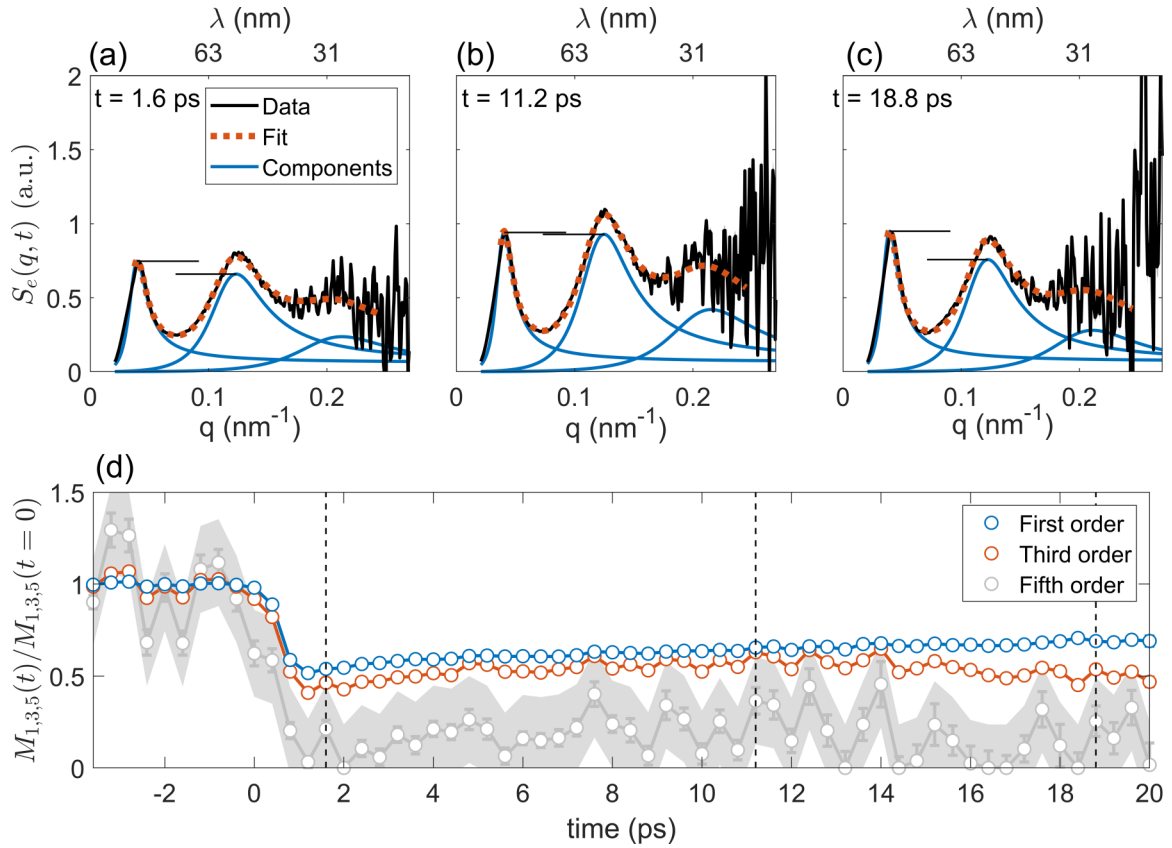 λ (nm) λ (nm) λ (nm)
(a) 63 31 (b) 63 31 (c) 63 31
2 t = 1.6 ps t = 11.2 ps t = 18.8 ps
Data
1.5 Fit
Components
1
0.5
0
S_e(q, t) (a.u.)
0 0.1 0.2 0 0.1 0.2 0 0.1 0.2
q (nm⁻¹) q (nm⁻¹) q (nm⁻¹)
(d)
1.5
First order
1 Third order
Fifth order
0.5
0
M_{1,3,5}(t)/M_{1,3,5}(t = 0)
-2 0 2 4 6 8 10 12 14 16 18 20
time (ps)